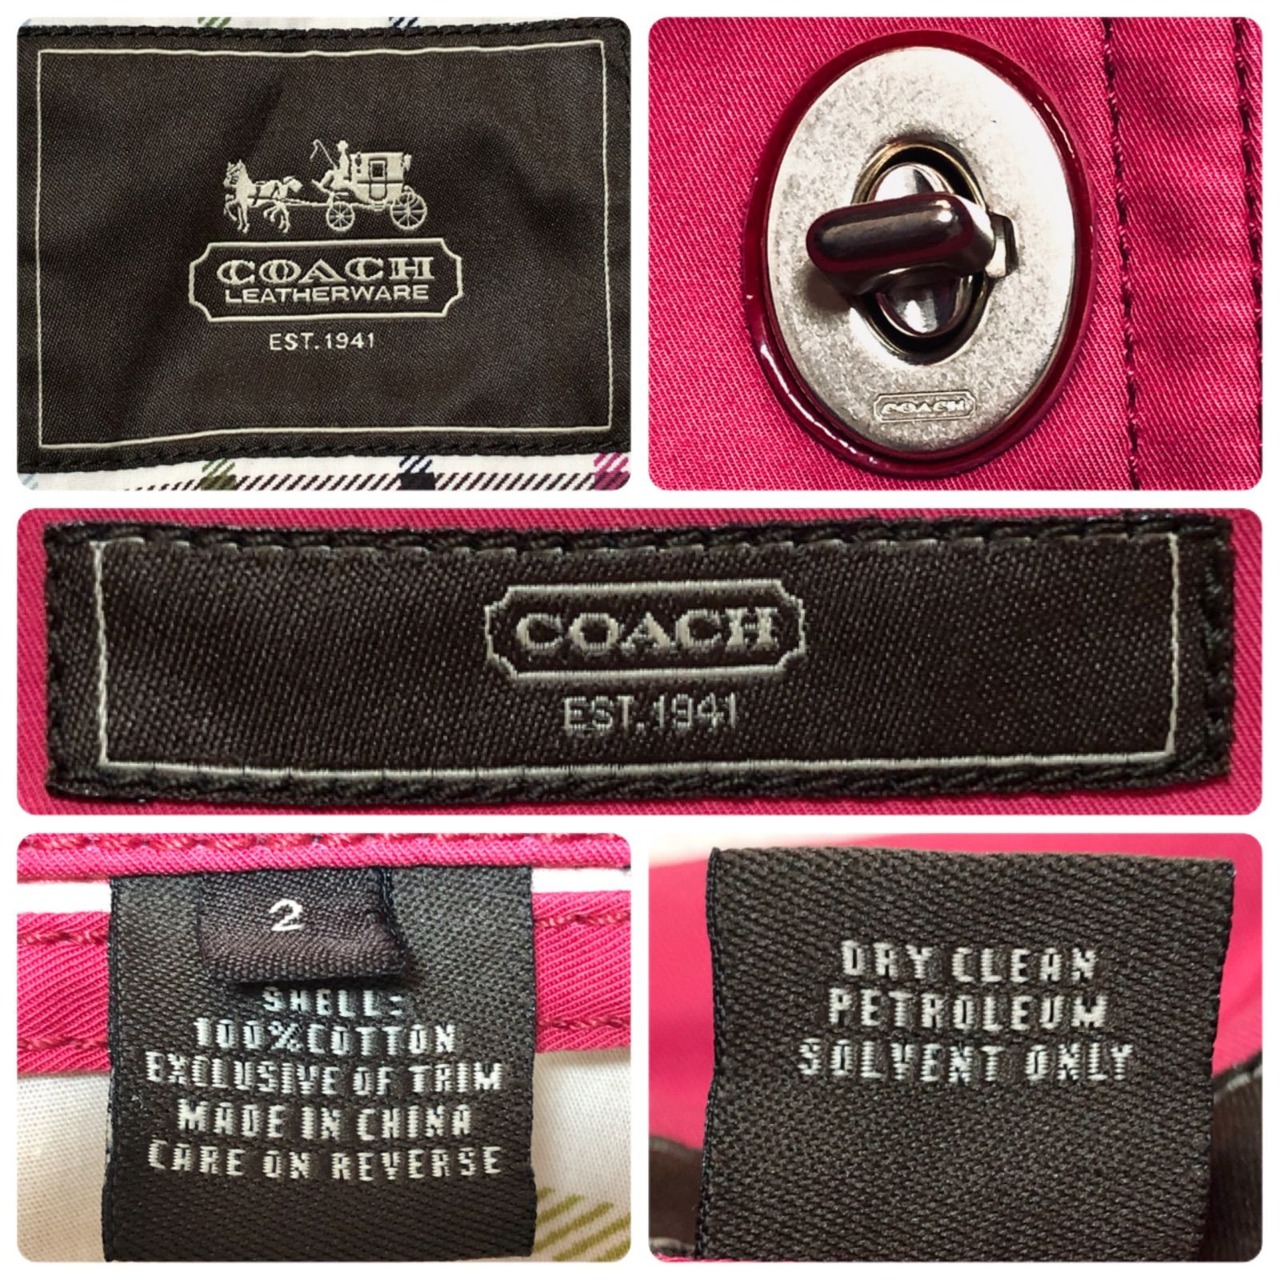 COACH
LEATHERWARE
EST. 1941
COACH
COACH
EST. 1941
2
SHELL:
100% COTTON
EXCLUSIVE OF TRIM
MADE IN CHINA
CARE ON REVERSE
DRY CLEAN
PETROLEUM
SOLVENT ONLY